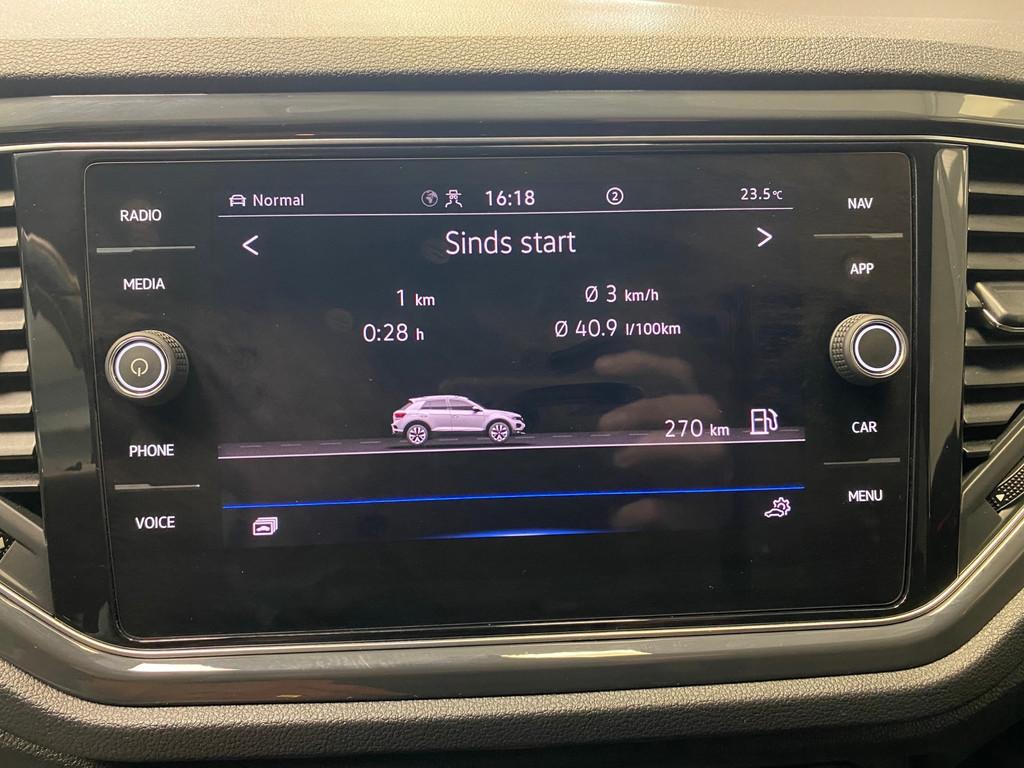 RADIO
MEDIA
PHONE
VOICE
Normal 16:18 2 23.5°C
< Sinds start >
1 km Ø 3 km/h
0:28 h Ø 40.9 l/100km
270 km
NAV
APP
CAR
MENU